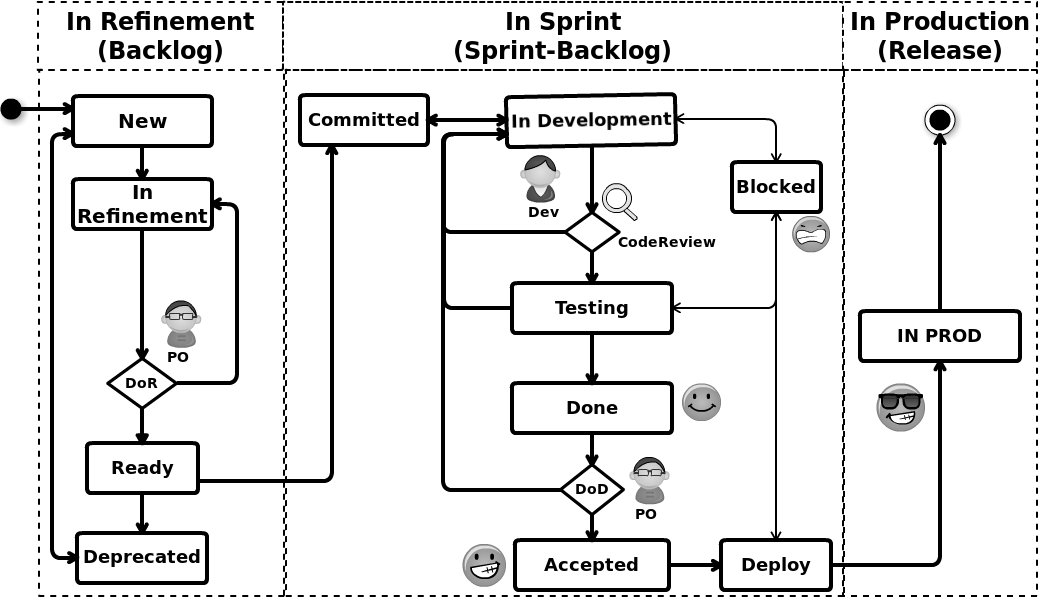 In Refinement
(Backlog)
In Sprint
(Sprint-Backlog)
In Production
(Release)
New
In
Refinement
PO
DoR
Ready
Deprecated
Committed
In Development
Dev
CodeReview
Blocked
Testing
Done
DoD
PO
Accepted
Deploy
IN PROD